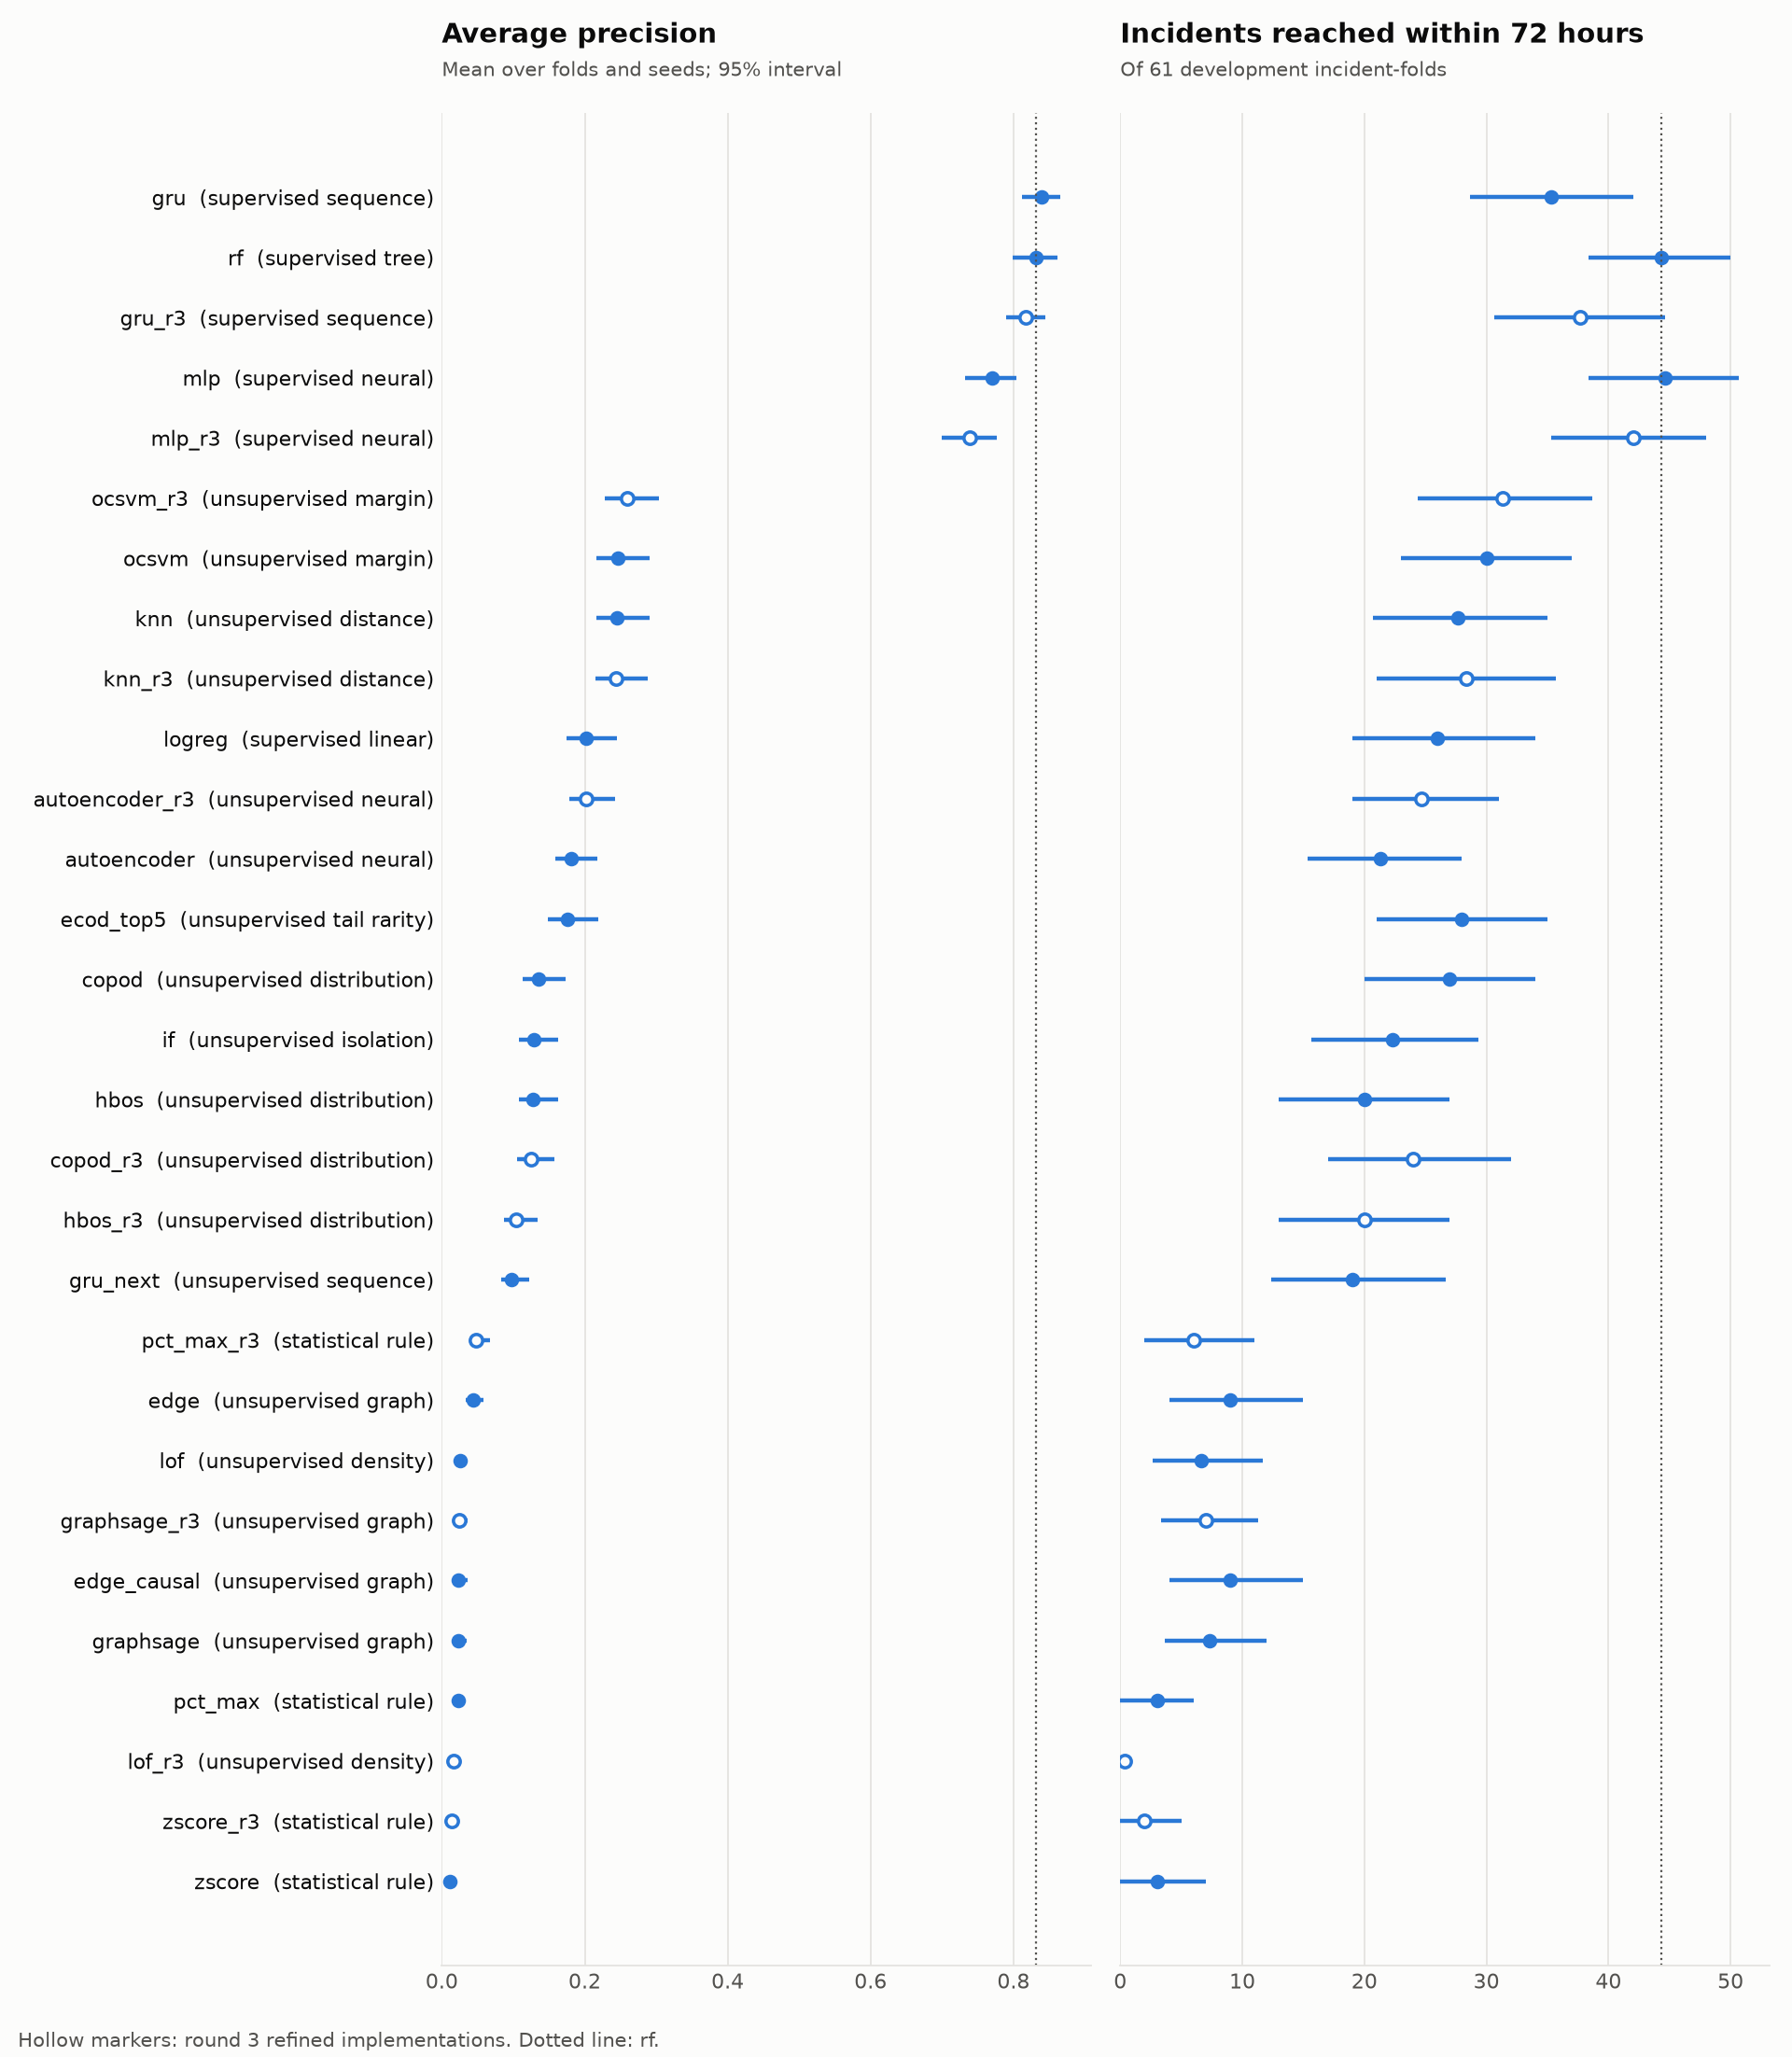 Average precision
Mean over folds and seeds; 95% interval
Incidents reached within 72 hours
Of 61 development incident-folds
gru  (supervised sequence)
rf  (supervised tree)
gru_r3  (supervised sequence)
mlp  (supervised neural)
mlp_r3  (supervised neural)
ocsvm_r3  (unsupervised margin)
ocsvm  (unsupervised margin)
knn  (unsupervised distance)
knn_r3  (unsupervised distance)
logreg  (supervised linear)
autoencoder_r3  (unsupervised neural)
autoencoder  (unsupervised neural)
ecod_top5  (unsupervised tail rarity)
copod  (unsupervised distribution)
if  (unsupervised isolation)
hbos  (unsupervised distribution)
copod_r3  (unsupervised distribution)
hbos_r3  (unsupervised distribution)
gru_next  (unsupervised sequence)
pct_max_r3  (statistical rule)
edge  (unsupervised graph)
lof  (unsupervised density)
graphsage_r3  (unsupervised graph)
edge_causal  (unsupervised graph)
graphsage  (unsupervised graph)
pct_max  (statistical rule)
lof_r3  (unsupervised density)
zscore_r3  (statistical rule)
zscore  (statistical rule)
0.0 0.2 0.4 0.6 0.8
0 10 20 30 40 50
Hollow markers: round 3 refined implementations. Dotted line: rf.